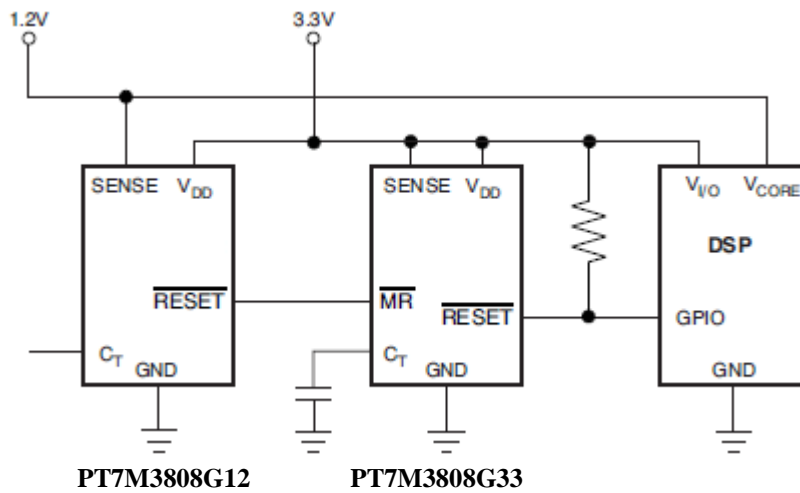 1.2V 3.3V
SENSE VDD SENSE VDD VI/O VCORE
DSP
RESET MR RESET GPIO
CT GND CT GND GND
PT7M3808G12 PT7M3808G33